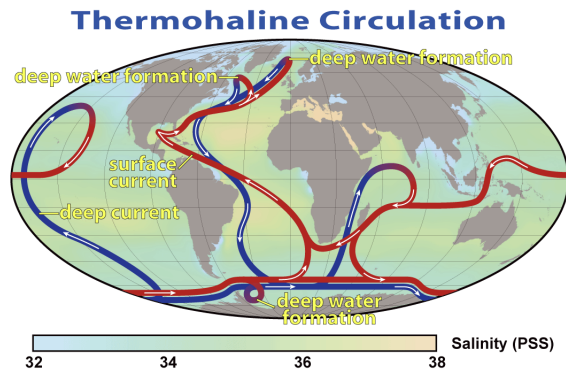 Thermohaline Circulation
deep water formation
deep water formation
surface
current
deep current
deep water
formation
Salinity (PSS)
32 34 36 38